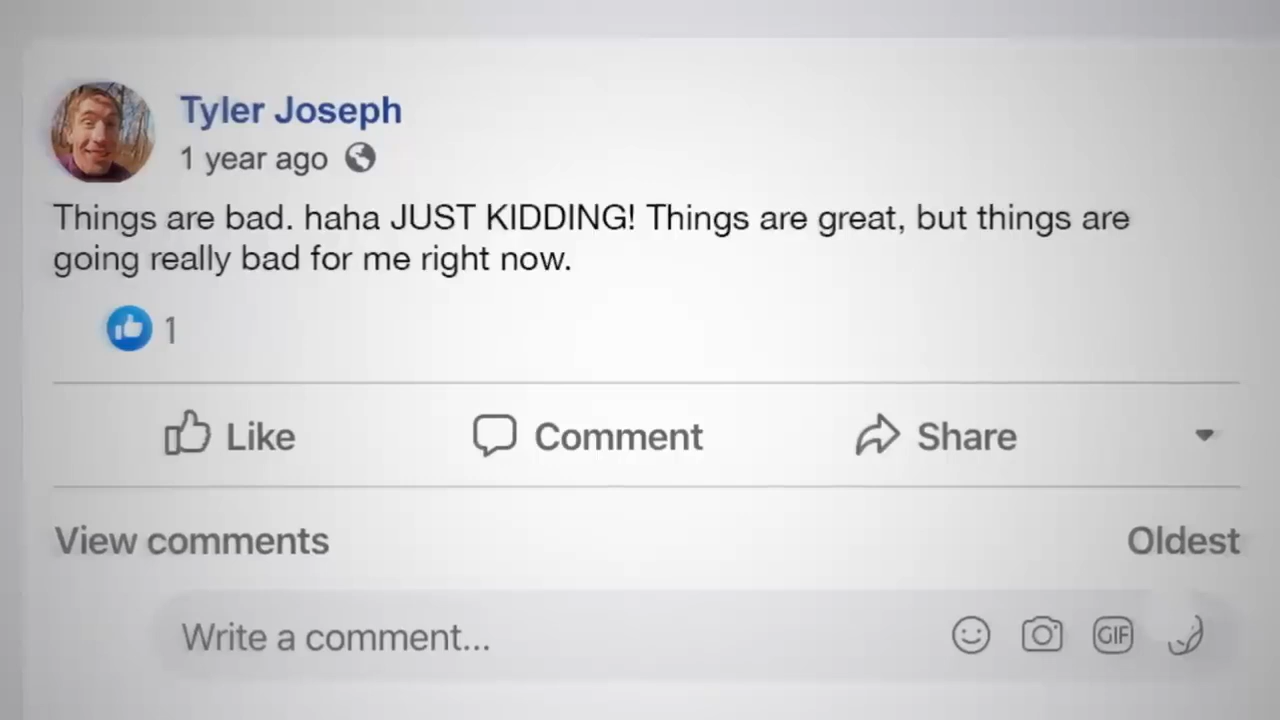 Tyler Joseph
1 year ago
Things are bad. haha JUST KIDDING! Things are great, but things are
going really bad for me right now.
1
Like Comment Share
View comments Oldest
Write a comment... GIF